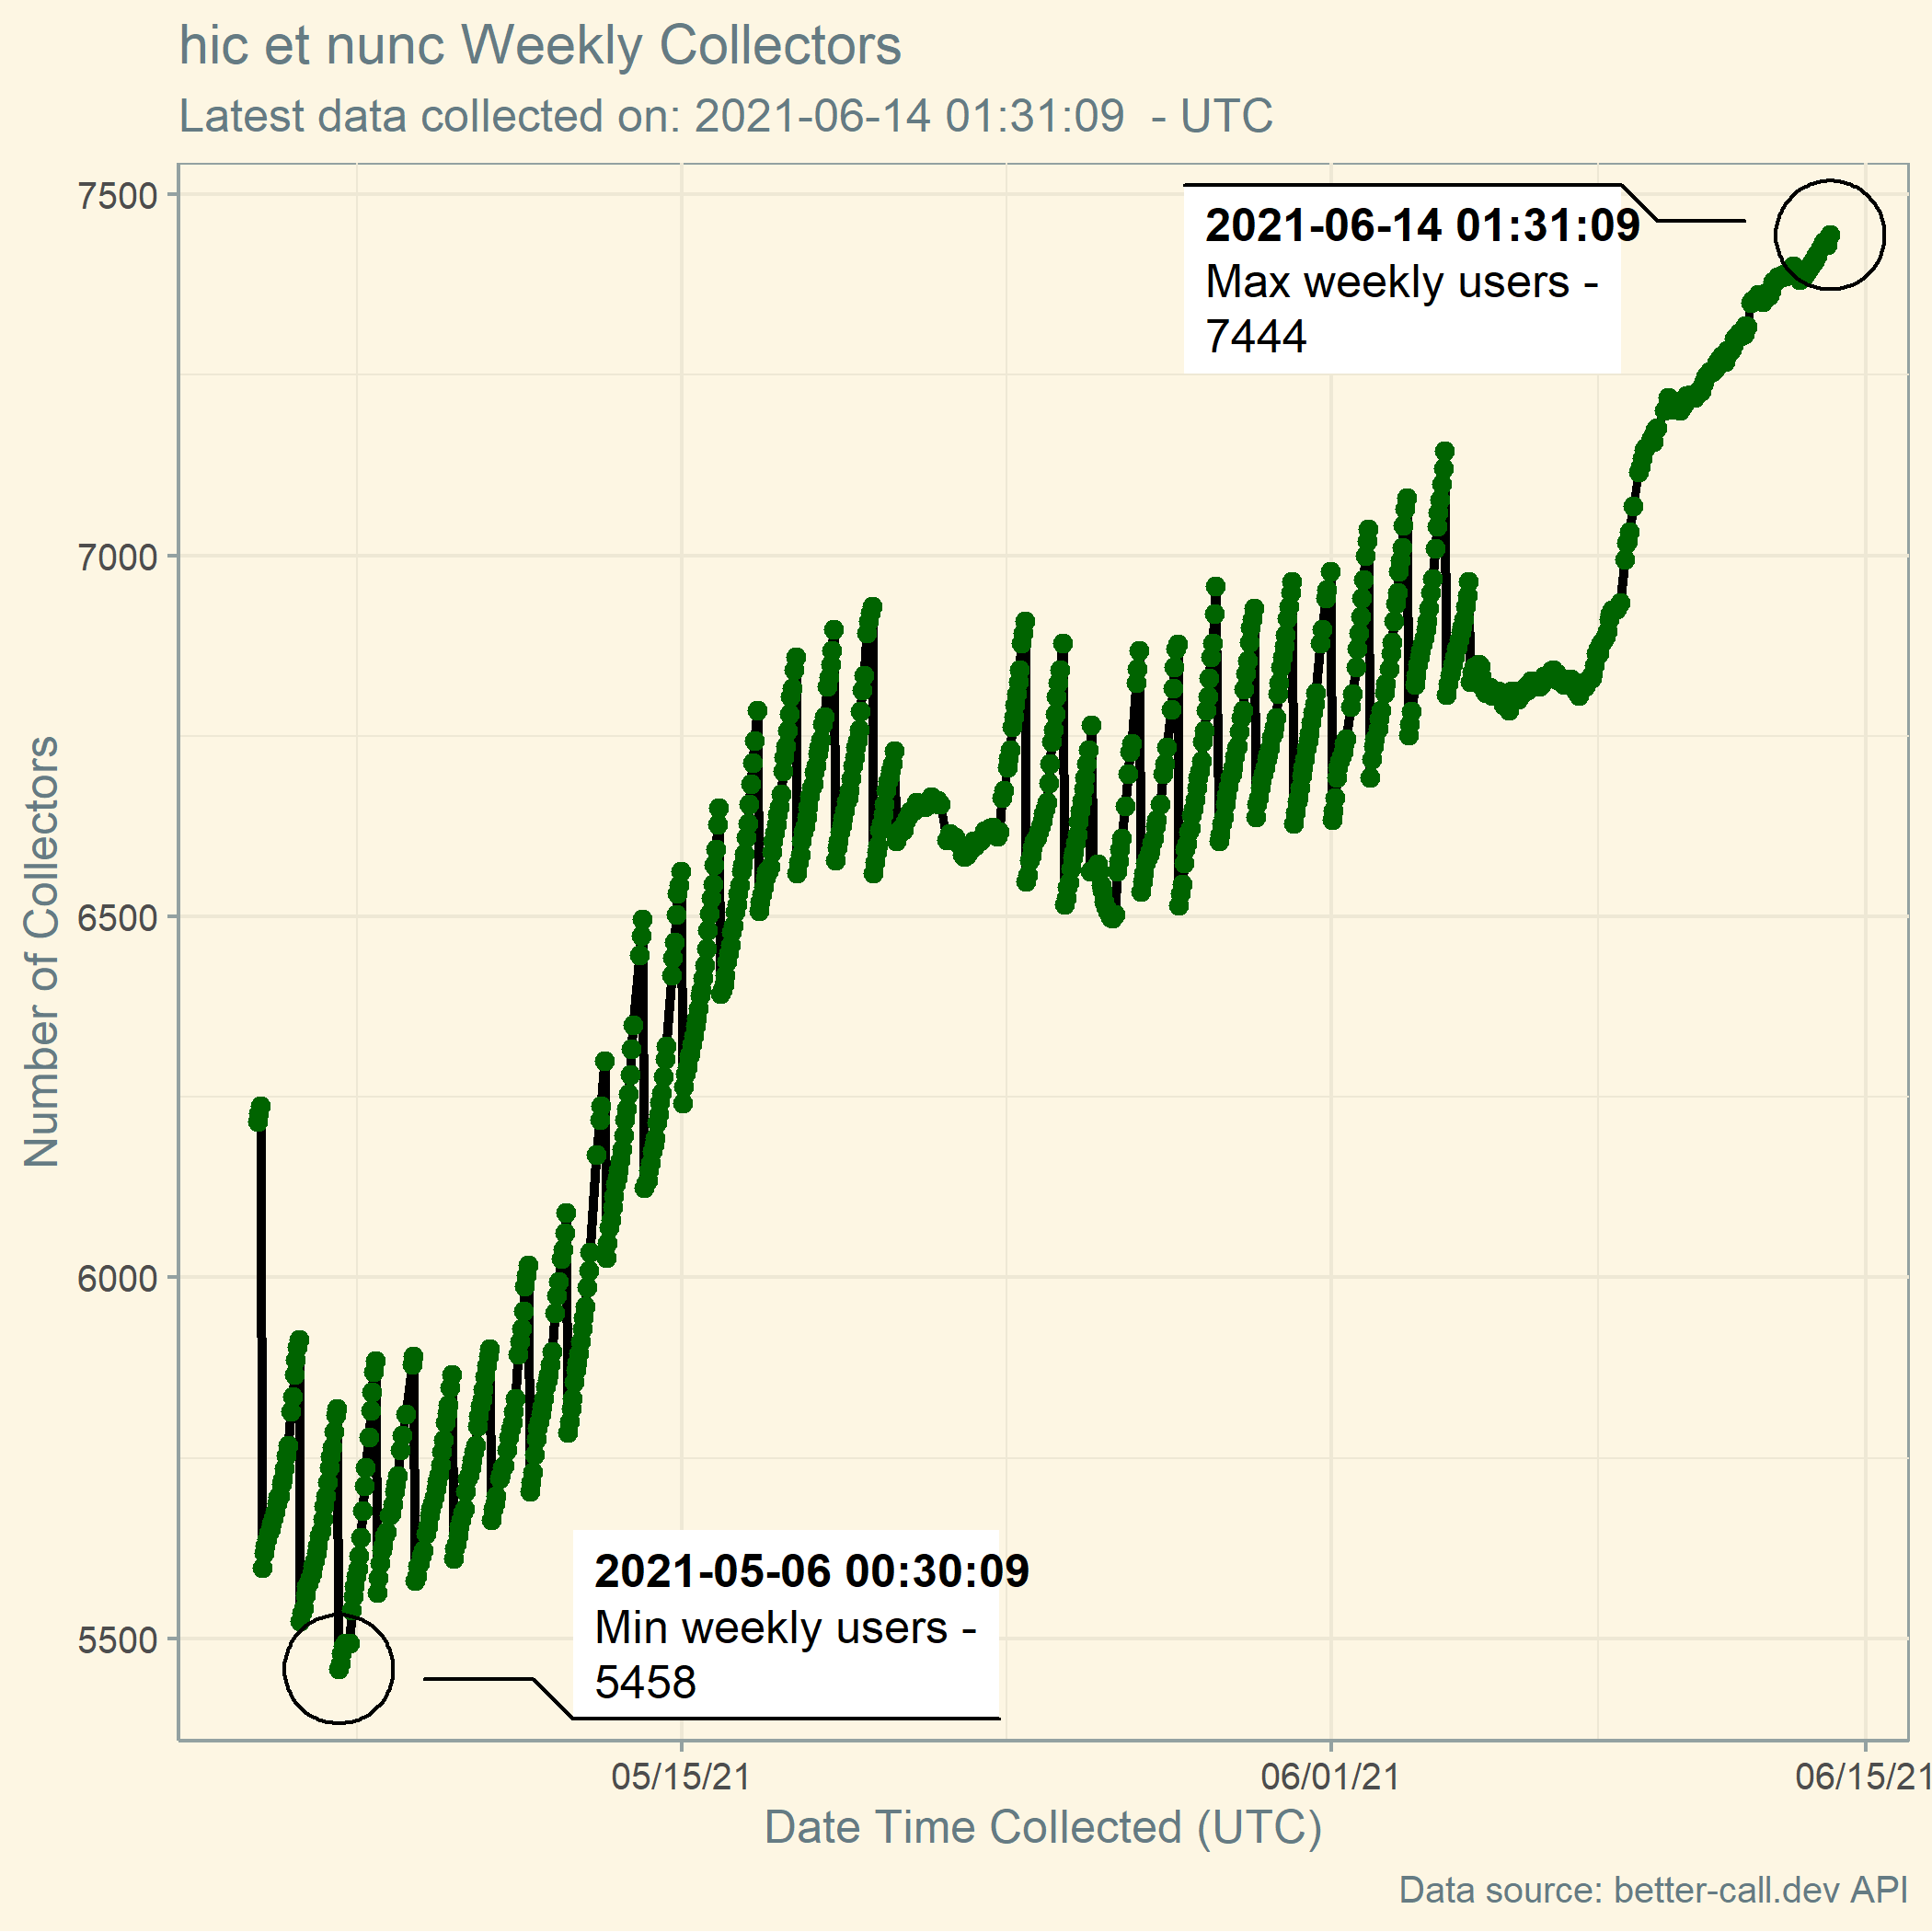 hic et nunc Weekly Collectors
Latest data collected on: 2021-06-14 01:31:09  - UTC
7500
7000
6500
6000
5500
Number of Collectors
2021-06-14 01:31:09
Max weekly users -
7444
2021-05-06 00:30:09
Min weekly users -
5458
05/15/21
06/01/21
06/15/21
Date Time Collected (UTC)
Data source: better-call.dev API